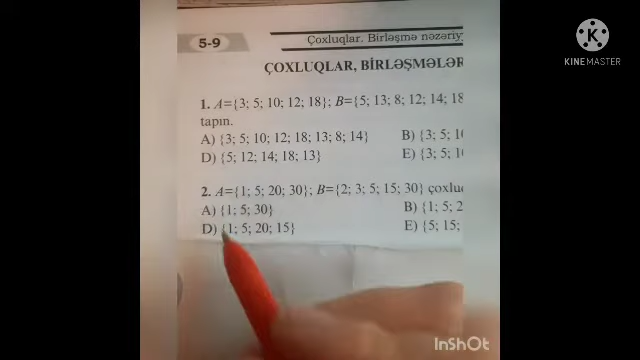 KINEMASTER
5-9
Çoxluqlar. Birləşmə nəzəriy
ÇOXLUQLAR, BİRLƏŞMƏLƏR
1. A={3; 5; 10; 12; 18}; B={5; 13; 8; 12; 14; 18
tapın.
A) {3; 5; 10; 12; 18; 13; 8; 14}
B) {3; 5; 10
D) {5; 12; 14; 18; 13}
E) {3; 5; 10
2. A={1; 5; 20; 30}; B={2; 3; 5; 15; 30} çoxluq
A) {1; 5; 30}
B) {1; 5; 2
D) {1; 5; 20; 15}
E) {5; 15;
InShOt